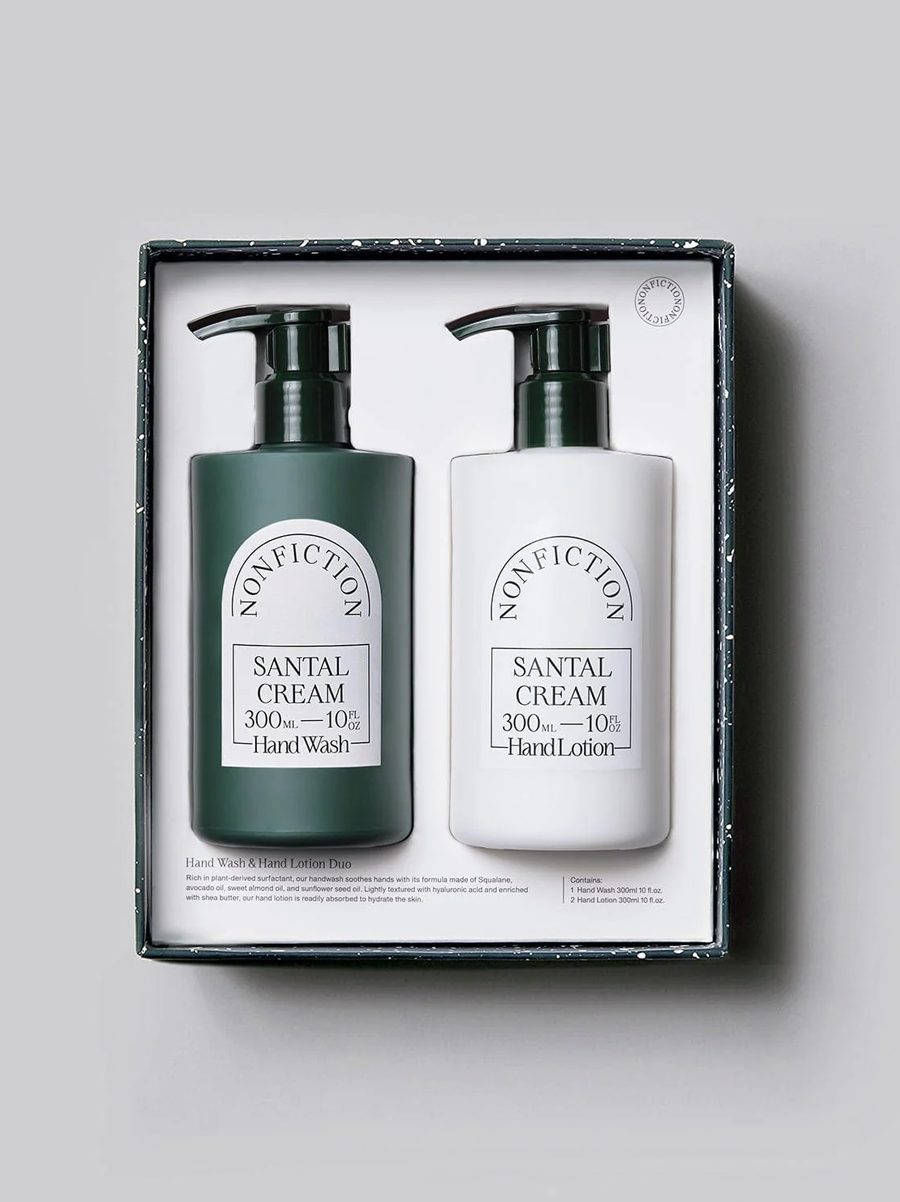 NONFICTIONNONFICTION
NONFICTION
SANTAL
CREAM
300ML — 10 FL OZ
Hand Wash
NONFICTION
SANTAL
CREAM
300ML — 10 FL OZ
Hand Lotion
Hand Wash & Hand Lotion Duo
Rich in plant-derived surfactant, our handwash soothes hands with its formula made of Squalane,
avocado oil, sweet almond oil, and sunflower seed oil. Lightly textured with hyaluronic acid and enriched
with shea butter, our hand lotion is readily absorbed to hydrate the skin.
Contains:
1 Hand Wash 300ml 10 fl.oz.
2 Hand Lotion 300ml 10 fl.oz.